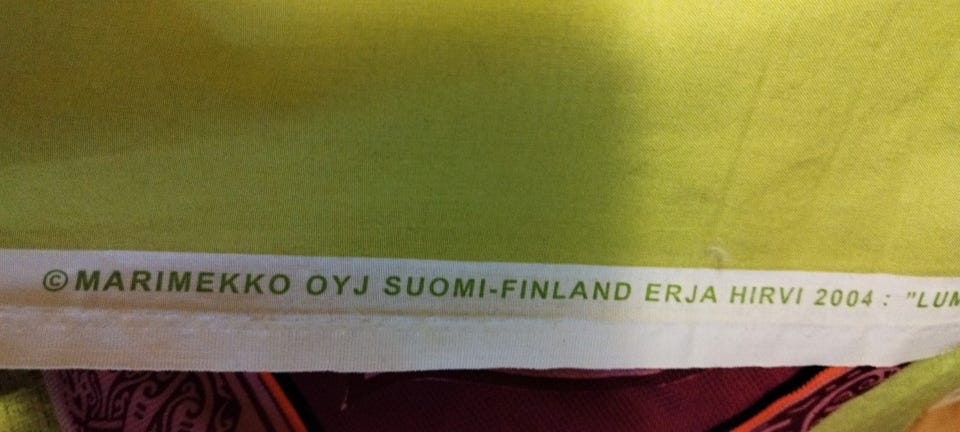 © MARIMEKKO OYJ SUOMI-FINLAND ERJA HIRVI 2004 : "LUM